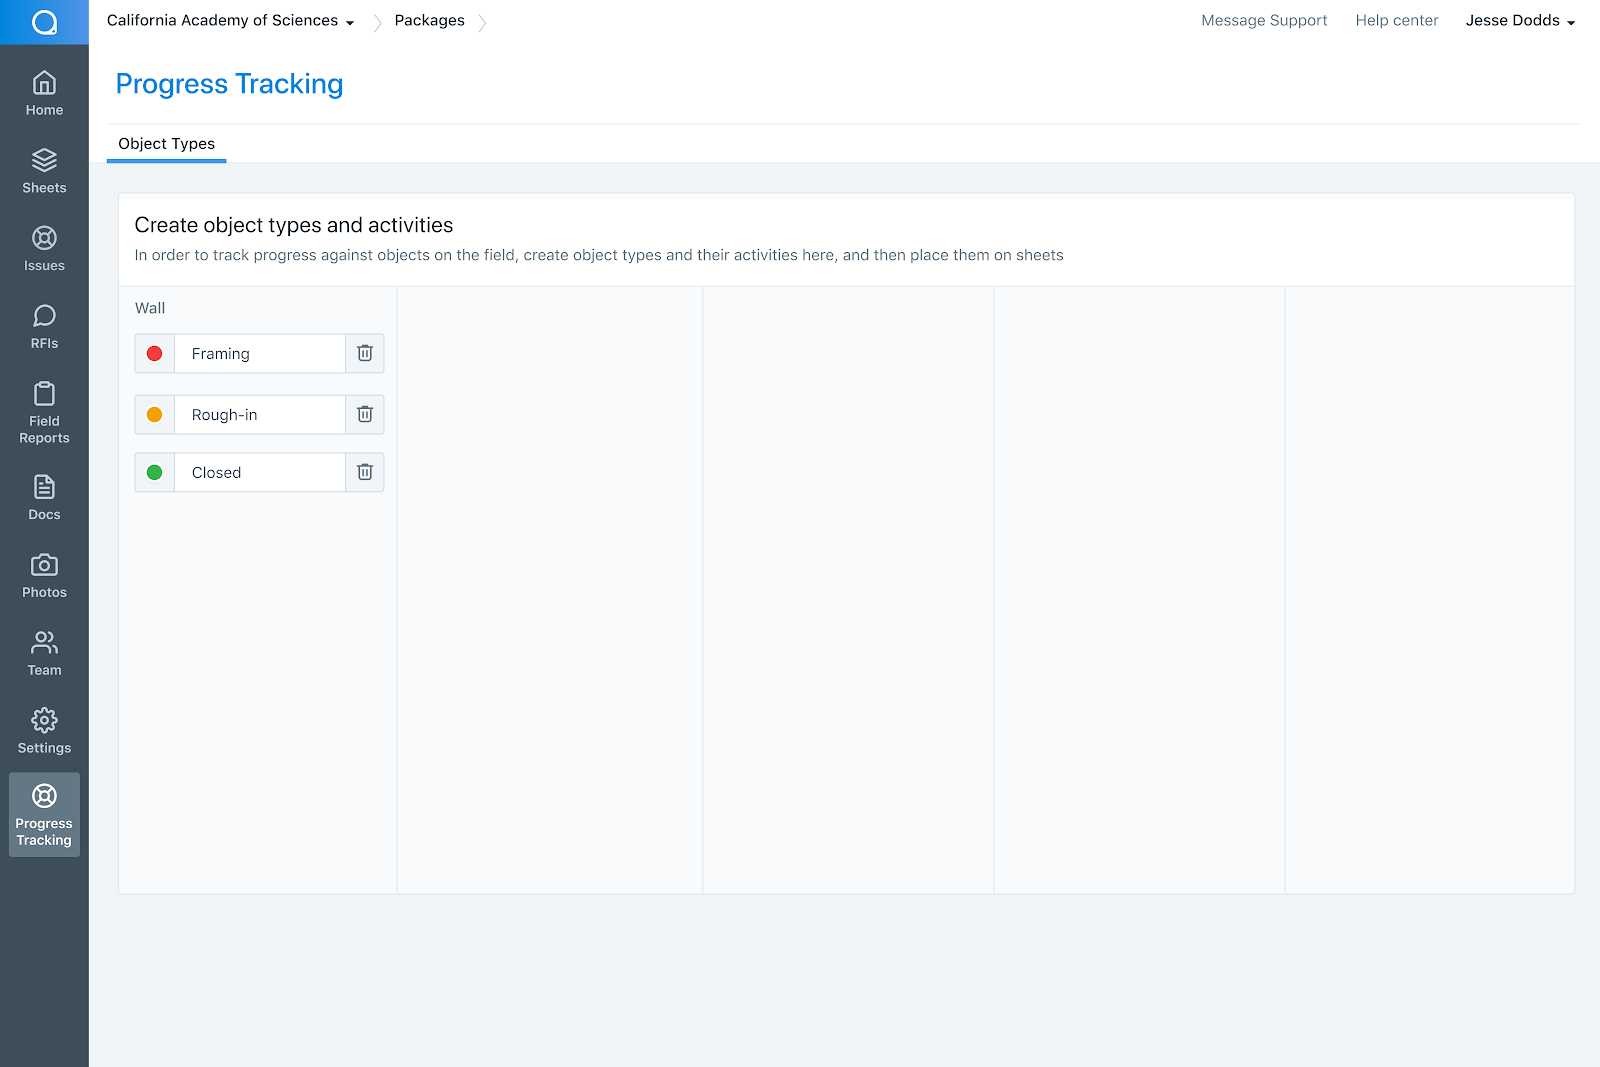 California Academy of Sciences
Packages
Message Support
Help center
Jesse Dodds
Home
Sheets
Issues
RFIs
Field
Reports
Docs
Photos
Team
Settings
Progress
Tracking
Progress Tracking
Object Types
Create object types and activities
In order to track progress against objects on the field, create object types and their activities here, and then place them on sheets
Wall
Framing
Rough-in
Closed